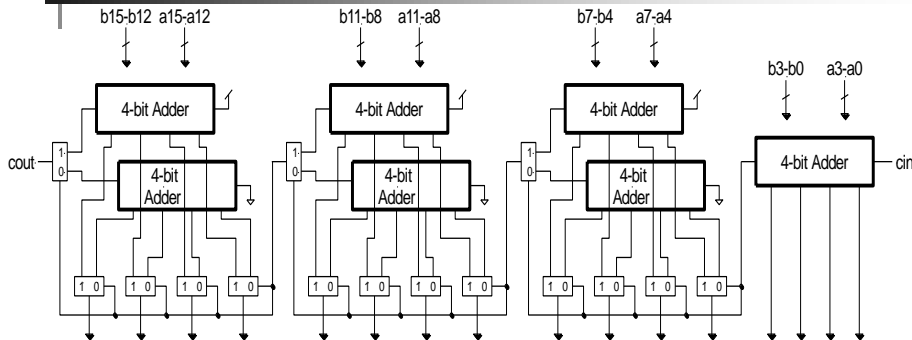 b15-b12 a15-a12 b11-b8 a11-a8 b7-b4 a7-a4
b3-b0 a3-a0
4-bit Adder 4-bit Adder 4-bit Adder
1 1 1
cout 0 0 0 4-bit Adder cin
4-bit 4-bit 4-bit
Adder Adder Adder
1 0 1 0 1 0 1 0 1 0 1 0 1 0 1 0 1 0 1 0 1 0 1 0